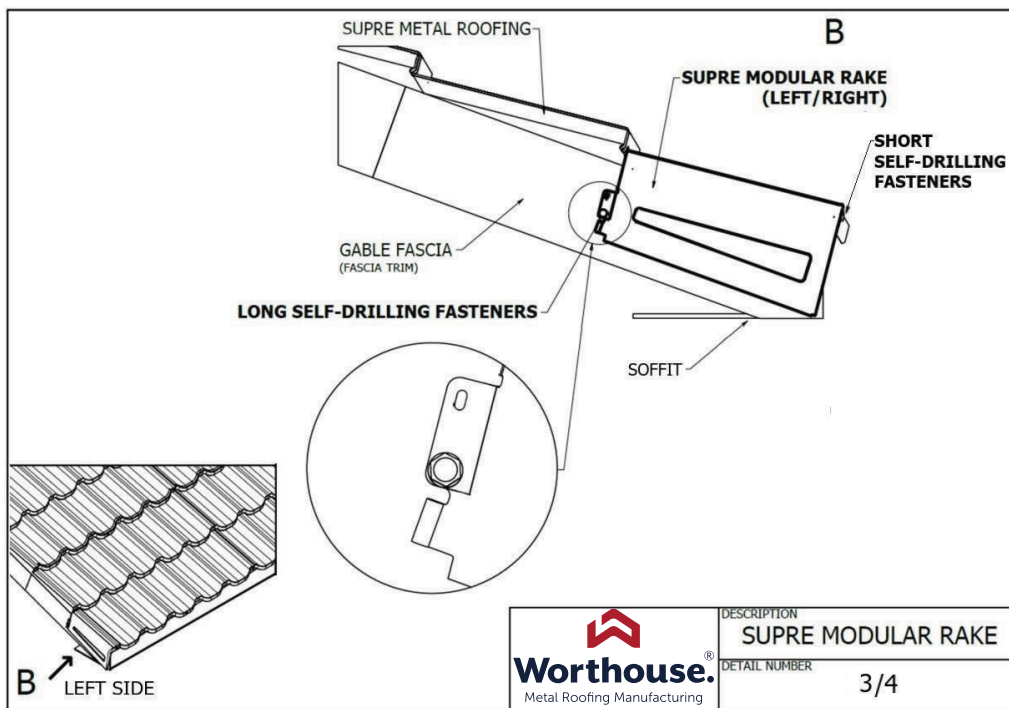 SUPRE METAL ROOFING
B
SUPRE MODULAR RAKE
(LEFT/RIGHT)
SHORT
SELF-DRILLING
FASTENERS
GABLE FASCIA
(FASCIA TRIM)
LONG SELF-DRILLING FASTENERS
SOFFIT
B
LEFT SIDE
Worthouse.®
Metal Roofing Manufacturing
DESCRIPTION
SUPRE MODULAR RAKE
DETAIL NUMBER
3/4